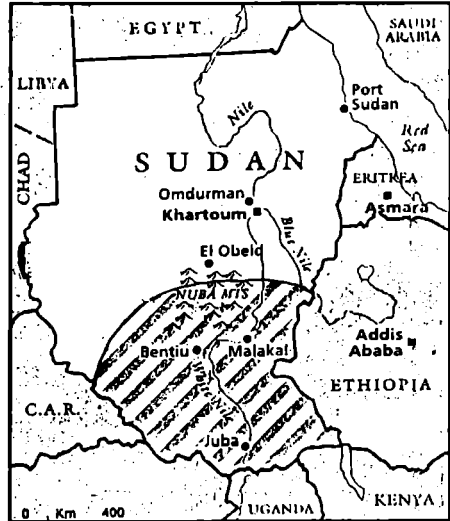 EGYPT
SAUDI
ARABIA
LIBYA
Port
Sudan
Nile
Red
Sea
CHAD
SUDAN
ERITREA
Omdurman
Asmara
Khartoum
Blue Nile
El Obeid
NUBA MTS
Bentiu
Malakal
Addis
Ababa
White Nile
ETHIOPIA
C.A.R.
Juba
0 Km 400
UGANDA
KENYA